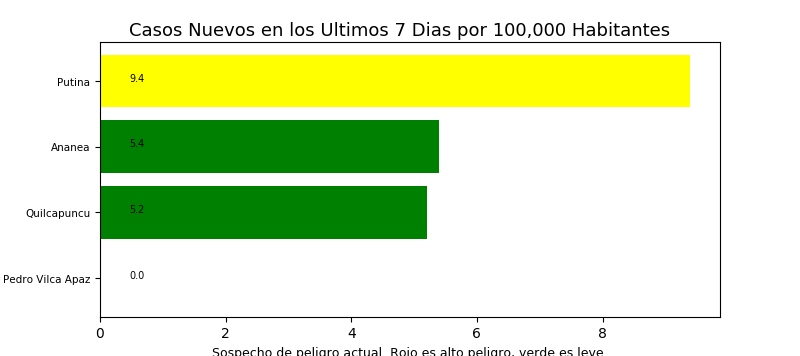 Casos Nuevos en los Ultimos 7 Dias por 100,000 Habitantes
Putina 9.4
Ananea 5.4
Quilcapuncu 5.2
Pedro Vilca Apaz 0.0
0 2 4 6 8
Sospecho de peligro actual. Rojo es alto peligro, verde es leve